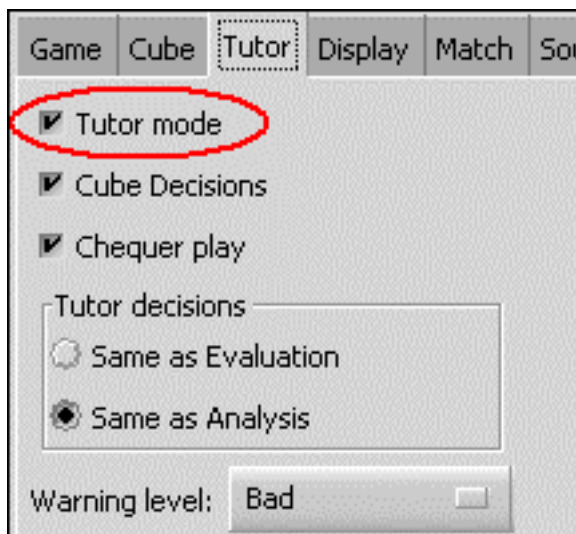 Game Cube Tutor Display Match Sou
Tutor mode
Cube Decisions
Chequer play
Tutor decisions
Same as Evaluation
Same as Analysis
Warning level: Bad